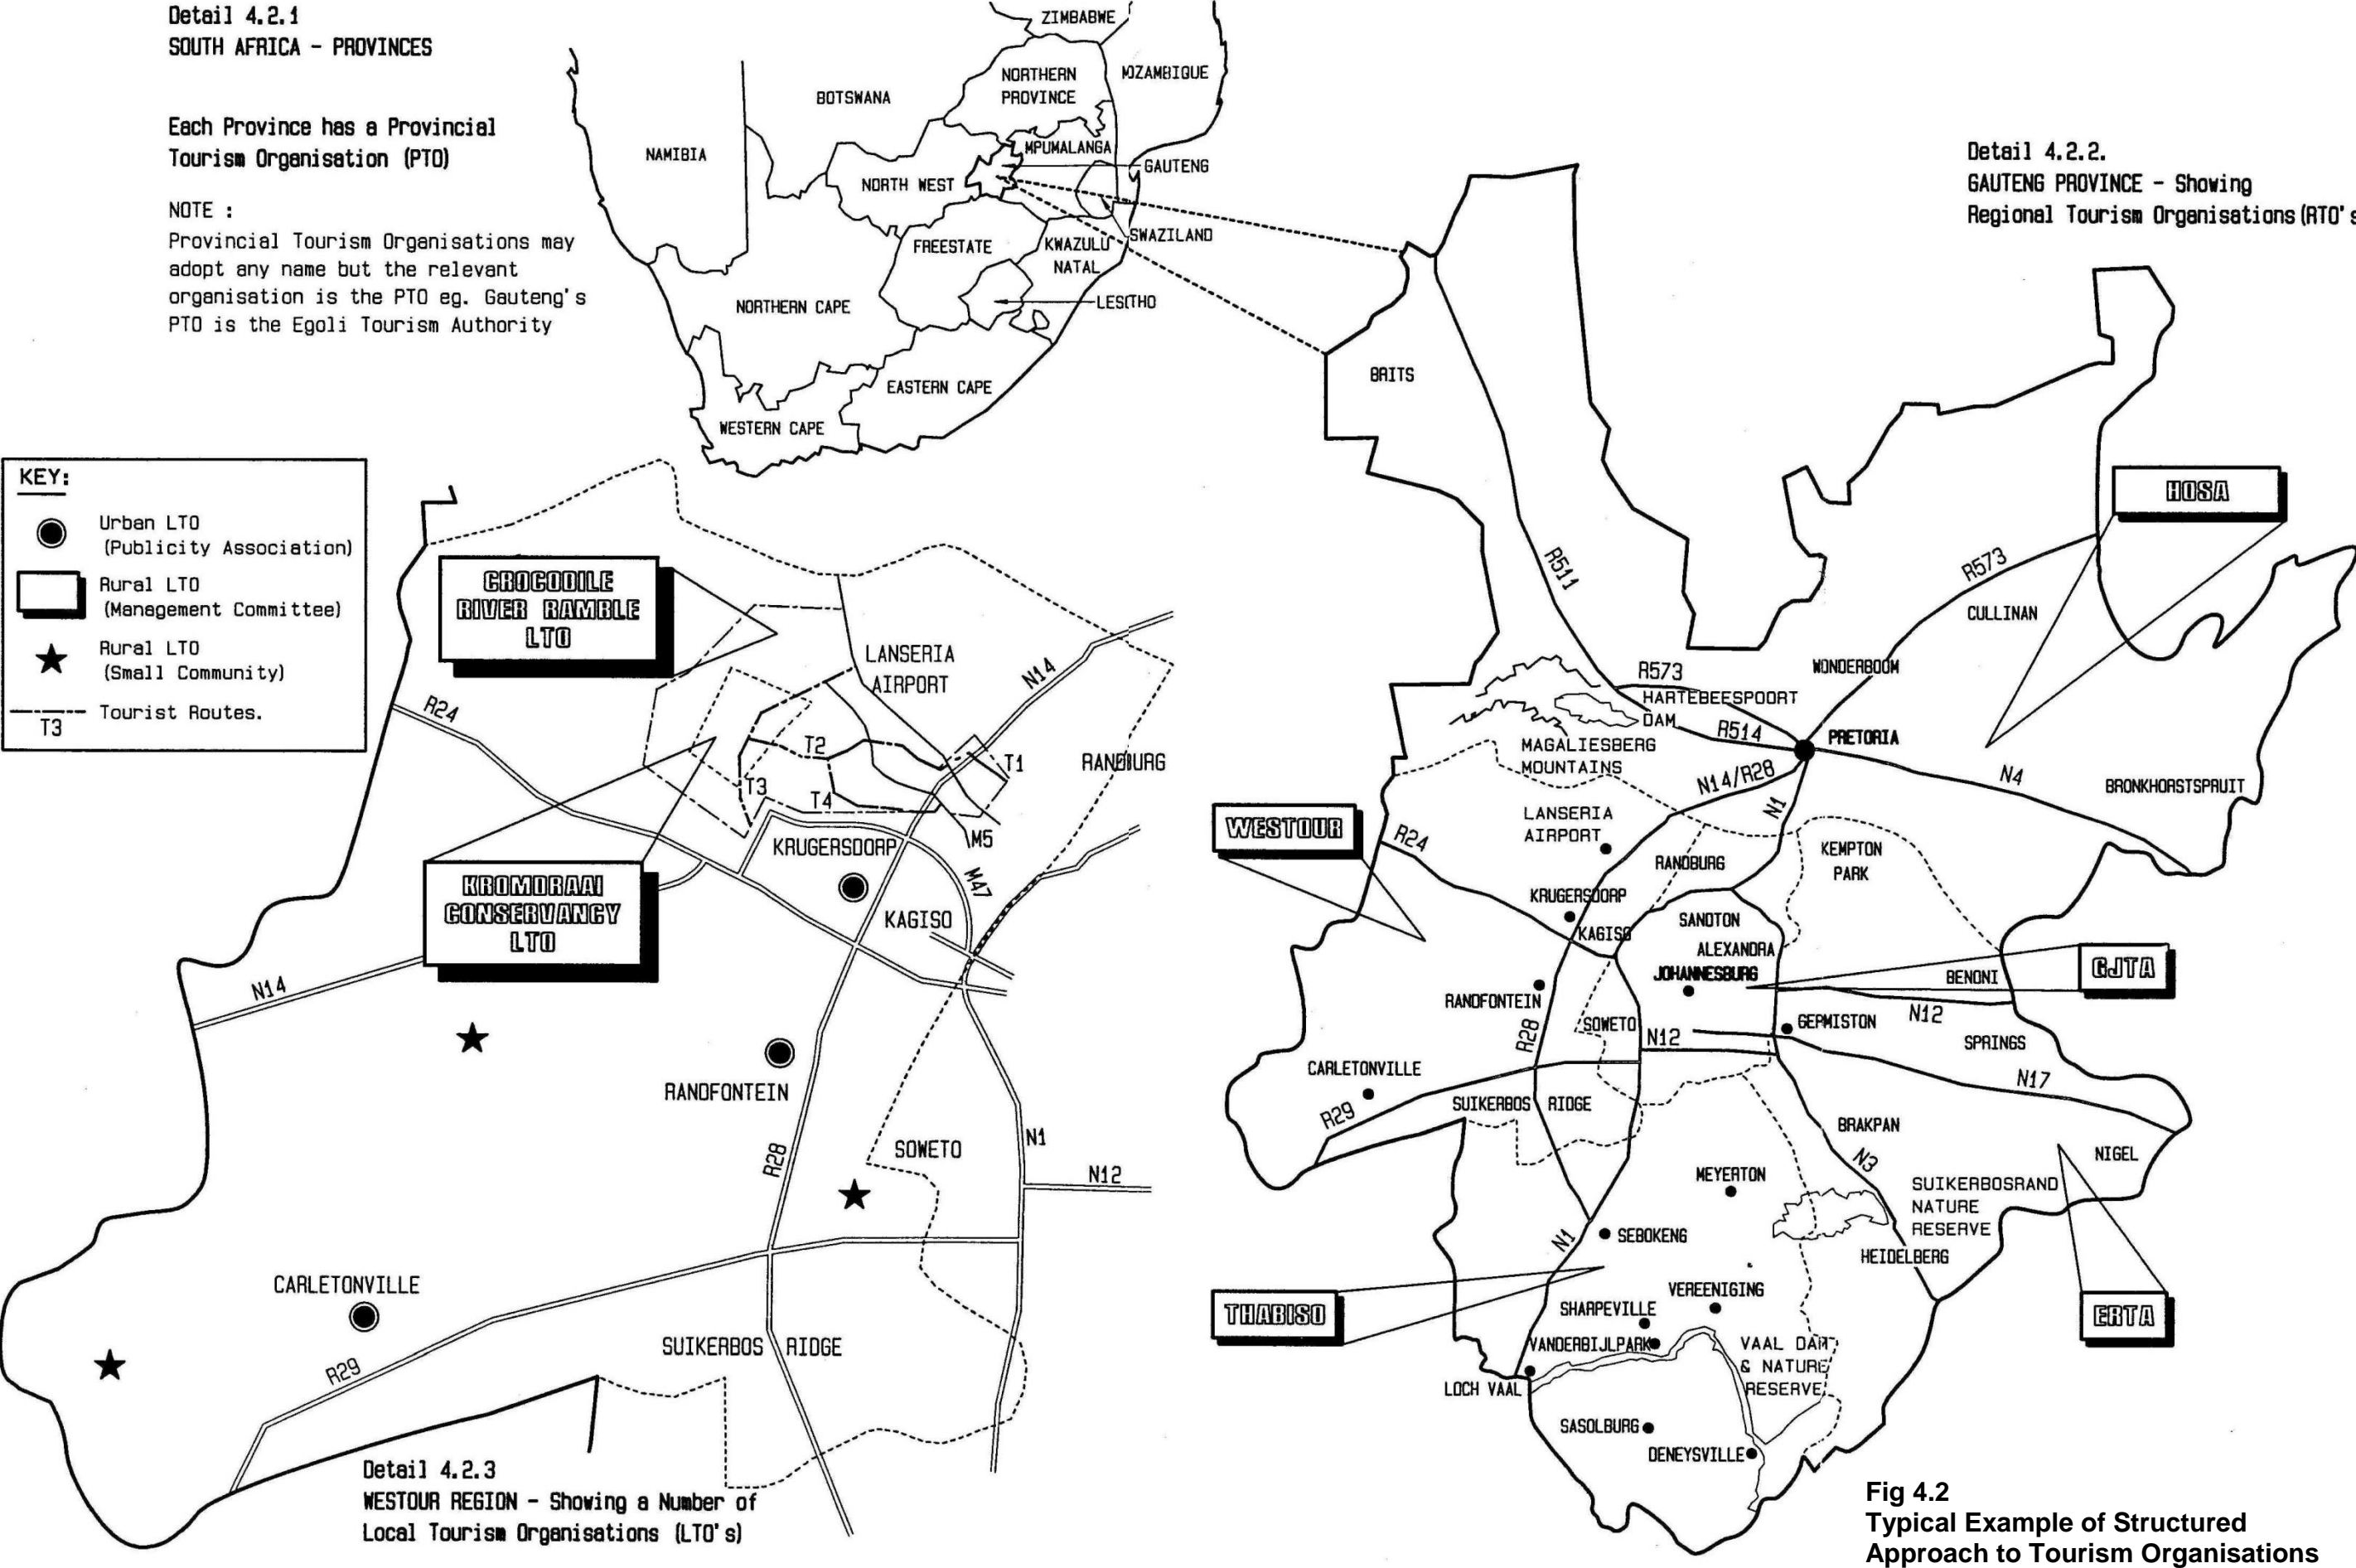 Detail 4.2.1
SOUTH AFRICA - PROVINCES
Each Province has a Provincial
Tourism Organisation (PTO)
NOTE :
Provincial Tourism Organisations may
adopt any name but the relevant
organisation is the PTO eg. Gauteng's
PTO is the Egoli Tourism Authority
ZIMBABWE
MOZAMBIQUE
NORTHERN
PROVINCE
BOTSWANA
NAMIBIA
MPUMALANGA
GAUTENG
NORTH WEST
SWAZILAND
FREESTATE
KWAZULU
NATAL
LESOTHO
NORTHERN CAPE
EASTERN CAPE
WESTERN CAPE
KEY:
Urban LTO
(Publicity Association)
Rural LTO
(Management Committee)
Rural LTO
(Small Community)
T3
Tourist Routes.
CROCODILE
RIVER RAMBLE
LTO
LANSERIA
AIRPORT
N14
R24
T2
T1
RANDBURG
T3
T4
M5
KRUGERSDORP
M47
KROMDRAAI
CONSERVANCY
LTO
KAGISO
N14
RANDFONTEIN
R28
SOWETO
N1
N12
CARLETONVILLE
R29
SUIKERBOS RIDGE
Detail 4.2.3
WESTOUR REGION - Showing a Number of
Local Tourism Organisations (LTO's)
Detail 4.2.2.
GAUTENG PROVINCE - Showing
Regional Tourism Organisations (RTO's
BRITS
HOSA
R511
R573
CULLINAN
WONDERBOOM
R573
HARTEBEESPOORT
DAM
R514
PRETORIA
MAGALIESBERG
MOUNTAINS
N14/R28
N1
N4
BRONKHORSTSPRUIT
WESTOUR
LANSERIA
AIRPORT
R24
RANDBURG
KEMPTON
PARK
KRUGERSDORP
SANDTON
KAGISO
ALEXANDRA
JOHANNESBURG
BENONI
GJTA
RANDFONTEIN
R28
SOWETO
N12
GERMISTON
N12
SPRINGS
CARLETONVILLE
N17
R29
SUIKERBOS RIDGE
BRAKPAN
N3
NIGEL
MEYERTON
SUIKERBOSRAND
NATURE
RESERVE
SEBOKENG
N1
HEIDELBERG
VEREENIGING
THABISO
SHARPEVILLE
ERTA
VANDERBIJLPARK
VAAL DAM
& NATURE
RESERVE
LOCH VAAL
SASOLBURG
DENEYSVILLE
Fig 4.2
Typical Example of Structured
Approach to Tourism Organisations